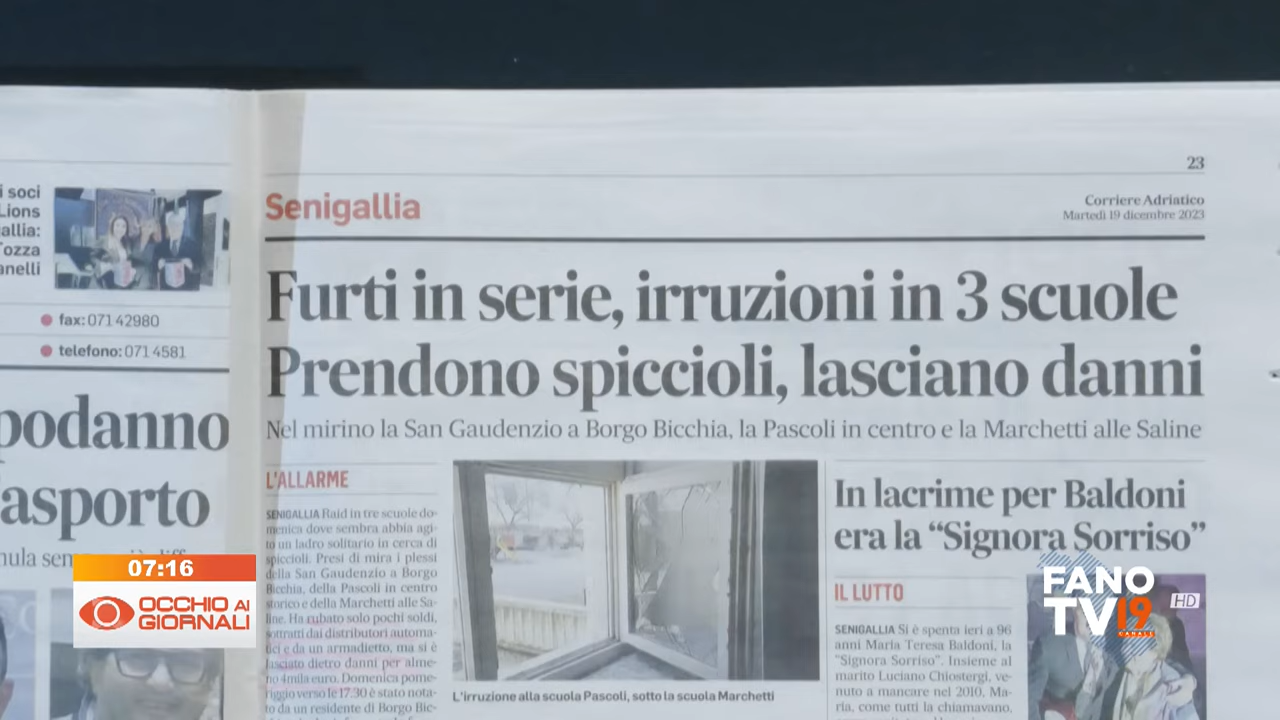 i soci
Lions
allia:
Tozza
anelli
fax: 071 42980
telefono: 071 4581
podanno
asporto
23
Senigallia
Corriere Adriatico
Martedì 19 dicembre 2023
Furti in serie, irruzioni in 3 scuole
Prendono spiccioli, lasciano danni
Nel mirino la San Gaudenzio a Borgo Bicchia, la Pascoli in centro e la Marchetti alle Saline
L'ALLARME
SENIGALLIA Raid in tre scuole do-
menica dove sembra abbia agi-
to un ladro solitario in cerca di
spiccioli. Presi di mira i plessi
della San Gaudenzio a Borgo
Bicchia, della Pascoli in centro
storico e della Marchetti alle Sa-
line. Ha rubato solo pochi soldi,
sottratti dai distributori automa-
tici e da un armadietto, ma si è
lasciato dietro danni per alme-
no 4mila euro. Domenica pome-
riggio verso le 17.30 è stato nota-
to da un residente di Borgo Bic-
L'irruzione alla scuola Pascoli, sotto la scuola Marchetti
In lacrime per Baldoni
era la “Signora Sorriso”
IL LUTTO
SENIGALLIA Si è spenta ieri a 96
anni Maria Teresa Baldoni, la
“Signora Sorriso”. Insieme al
marito Luciano Chiostergi, ve-
nuto a mancare nel 2010, Ma-
ria, come tutti la chiamavano,
07:16
OCCHIO AI
GIORNALI
FANO
TV19
CANALE
HD